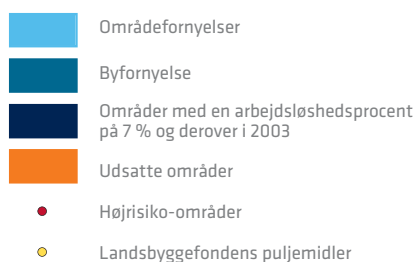 Områdefornyelser
Byfornyelse
Områder med en arbejdsløshedsprocent
på 7 % og derover i 2003
Udsatte områder
Højrisiko-områder
Landsbyggefondens puljemidler